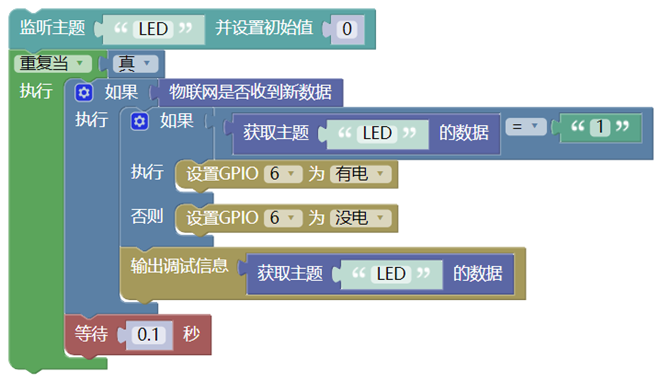 监听主题 “ LED ” 并设置初始值 0
重复当 真
执行 如果 物联网是否收到新数据
执行 如果 获取主题 “ LED ” 的数据 = “ 1 ”
执行 设置GPIO 6 为 有电
否则 设置GPIO 6 为 没电
输出调试信息 获取主题 “ LED ” 的数据
等待 0.1 秒